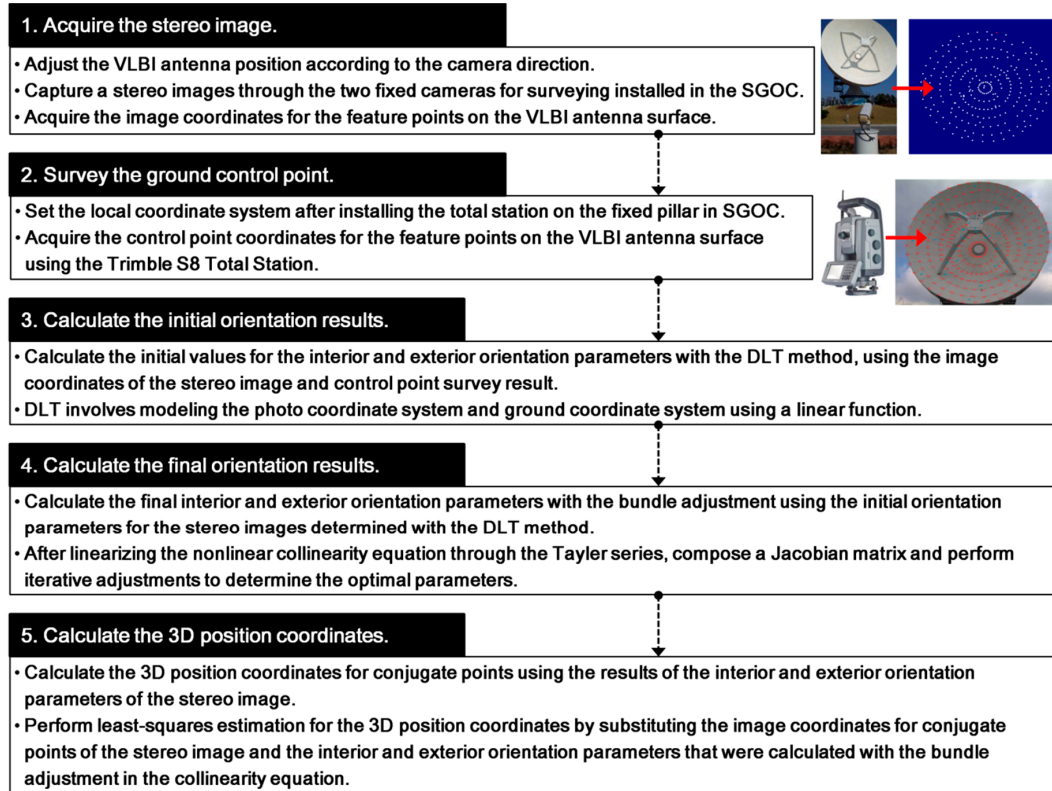 1. Acquire the stereo image.
• Adjust the VLBI antenna position according to the camera direction.
• Capture a stereo images through the two fixed cameras for surveying installed in the SGOC.
• Acquire the image coordinates for the feature points on the VLBI antenna surface.
2. Survey the ground control point.
• Set the local coordinate system after installing the total station on the fixed pillar in SGOC.
• Acquire the control point coordinates for the feature points on the VLBI antenna surface
using the Trimble S8 Total Station.
3. Calculate the initial orientation results.
• Calculate the initial values for the interior and exterior orientation parameters with the DLT method, using the image
coordinates of the stereo image and control point survey result.
• DLT involves modeling the photo coordinate system and ground coordinate system using a linear function.
4. Calculate the final orientation results.
• Calculate the final interior and exterior orientation parameters with the bundle adjustment using the initial orientation
parameters for the stereo images determined with the DLT method.
• After linearizing the nonlinear collinearity equation through the Tayler series, compose a Jacobian matrix and perform
iterative adjustments to determine the optimal parameters.
5. Calculate the 3D position coordinates.
• Calculate the 3D position coordinates for conjugate points using the results of the interior and exterior orientation
parameters of the stereo image.
• Perform least-squares estimation for the 3D position coordinates by substituting the image coordinates for conjugate
points of the stereo image and the interior and exterior orientation parameters that were calculated with the bundle
adjustment in the collinearity equation.